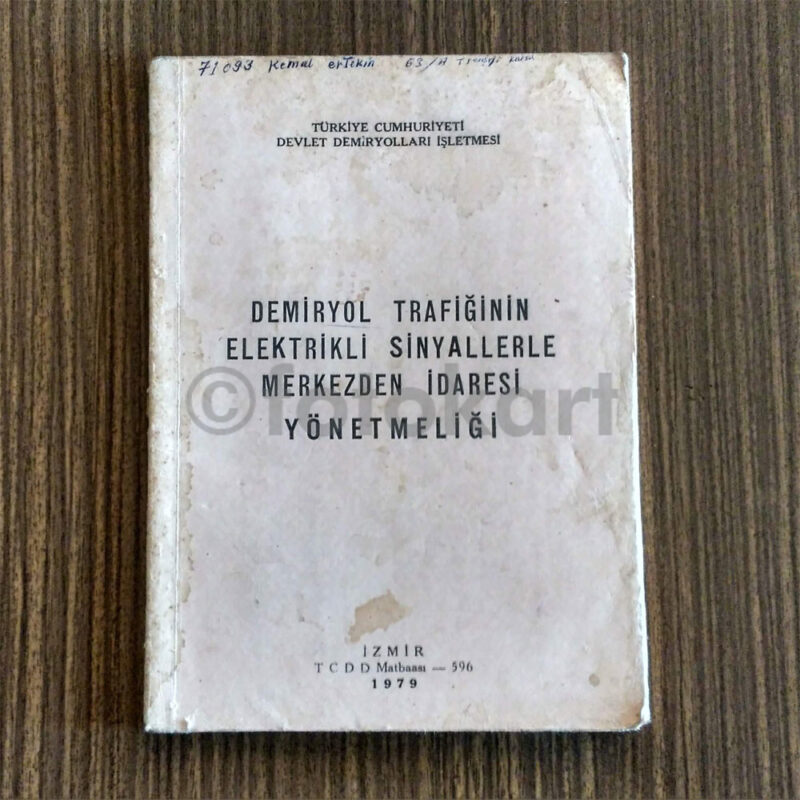 71093 Kemal erTekin 63/A
TÜRKİYE CUMHURİYETİ
DEVLET DEMİRYOLLARI İŞLETMESİ
DEMİRYOL TRAFİĞİNİN
ELEKTRİKLİ SİNYALLERLE
MERKEZDEN İDARESİ
©fotokart
YÖNETMELİĞİ
İZMİR
TCDD Matbaası — 596
1979